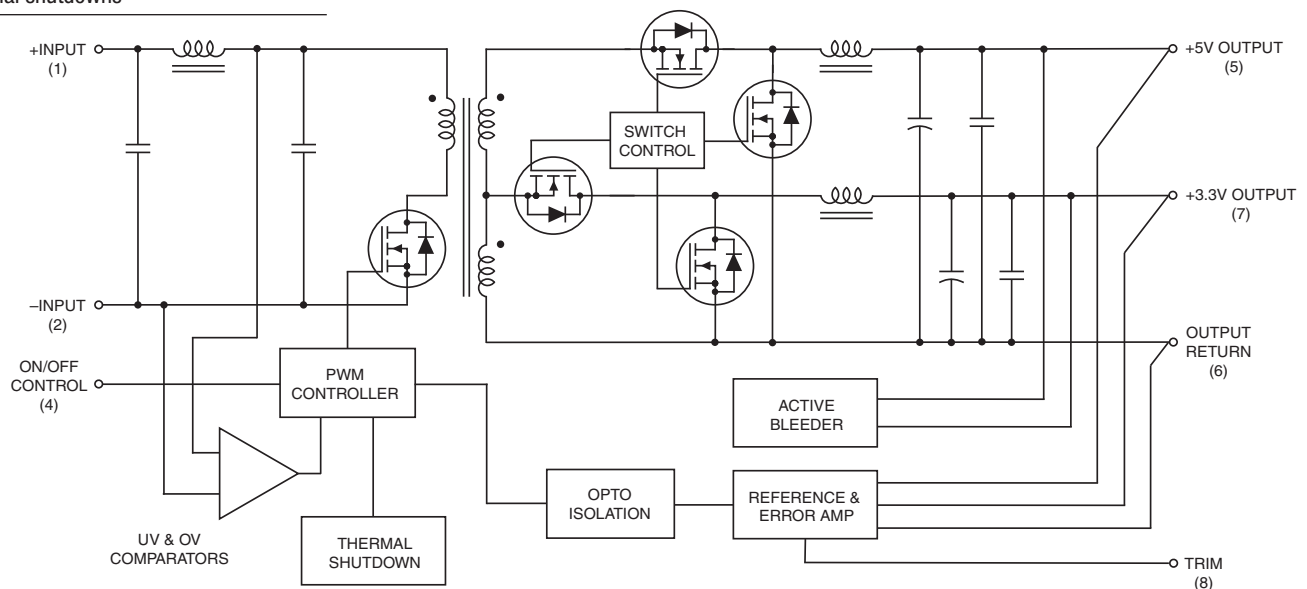 +INPUT
(1)
–INPUT
(2)
ON/OFF
CONTROL
(4)
UV & OV
COMPARATORS
PWM
CONTROLLER
THERMAL
SHUTDOWN
SWITCH
CONTROL
OPTO
ISOLATION
ACTIVE
BLEEDER
REFERENCE &
ERROR AMP
+5V OUTPUT
(5)
+3.3V OUTPUT
(7)
OUTPUT
RETURN
(6)
TRIM
(8)